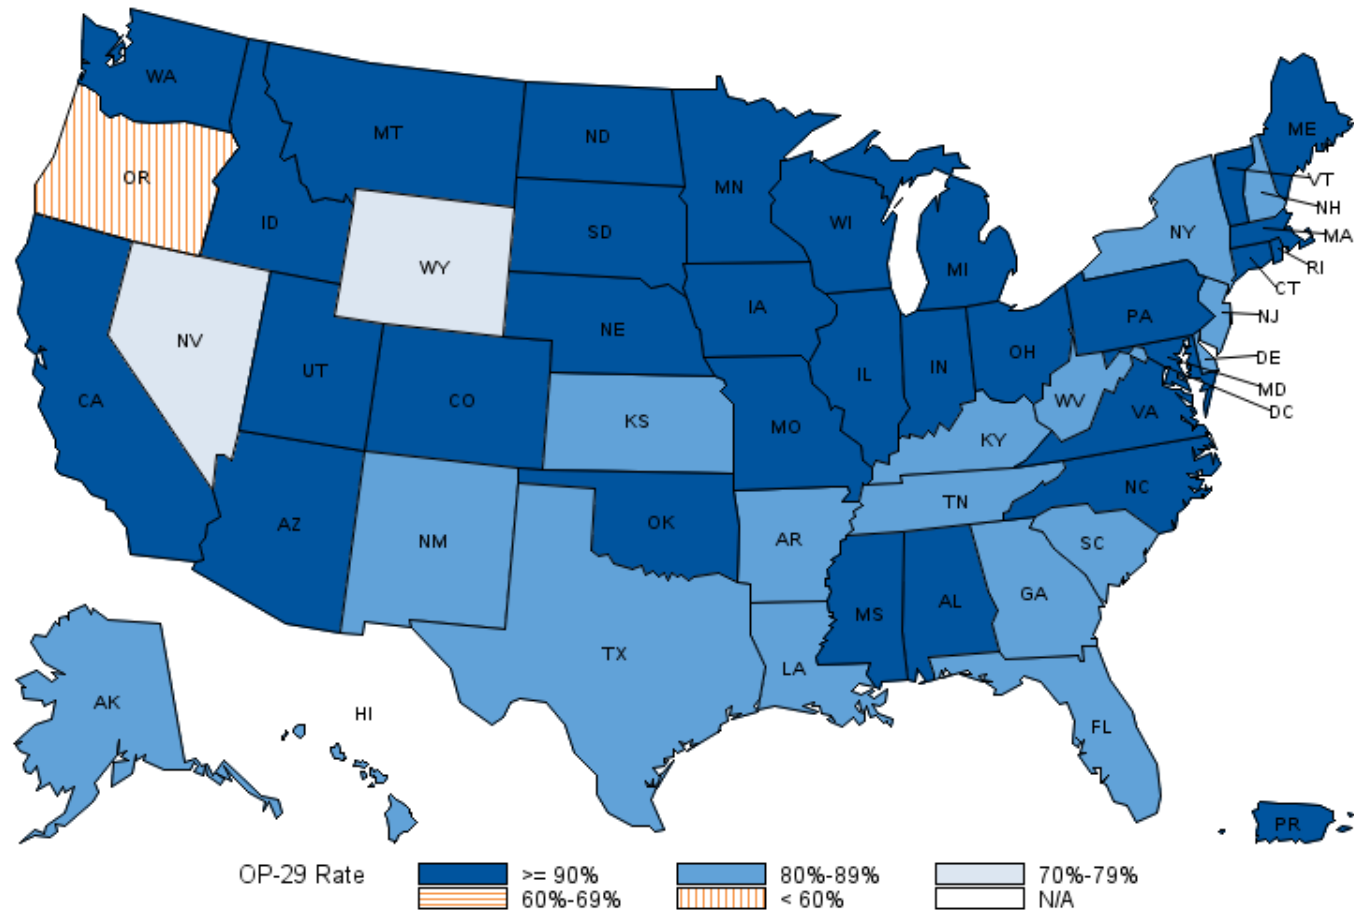 WA
ME
MT
ND
OR
MN
VT
NH
ID
SD
WI
NY
MA
WY
MI
RI
CT
IA
NE
PA
NJ
NV
OH
DE
UT
IL
IN
MD
CA
CO
WV
VA
DC
KS
MO
KY
NC
TN
AZ
OK
NM
AR
SC
GA
AL
MS
TX
LA
AK
HI
FL
PR
OP-29 Rate >= 90% 80%-89% 70%-79%
60%-69% < 60% N/A